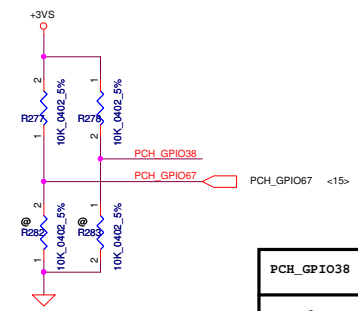 +3VS
2
1
R277
10K_0402_5%
R278
10K_0402_5%
1
2
PCH_GPIO38
PCH_GPIO67
PCH_GPIO67 <15>
@
R282
10K_0402_5%
@
R283
10K_0402_5%
2
1
1
2
PCH_GPIO38